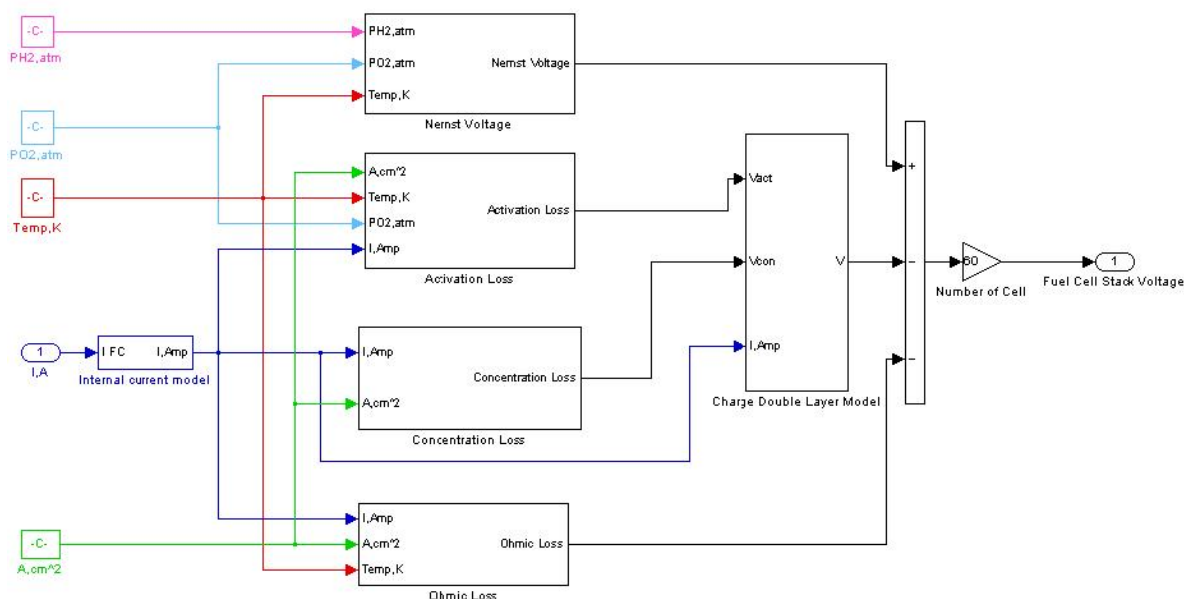 -C-
PH2,atm
-C-
PO2,atm
-C-
Temp,K
1
I,A
I FC
I,Amp
Internal current model
-C-
A,cm^2
PH2,atm
PO2,atm
Temp,K
Nernst Voltage
Nernst Voltage
A,cm^2
Temp,K
PO2,atm
I,Amp
Activation Loss
Activation Loss
I,Amp
A,cm^2
Concentration Loss
Concentration Loss
I,Amp
A,cm^2
Temp,K
Ohmic Loss
Ohmic Loss
Vact
Vcon
I,Amp
V
Charge Double Layer Model
+
−
−
60
Number of Cell
1
Fuel Cell Stack Voltage